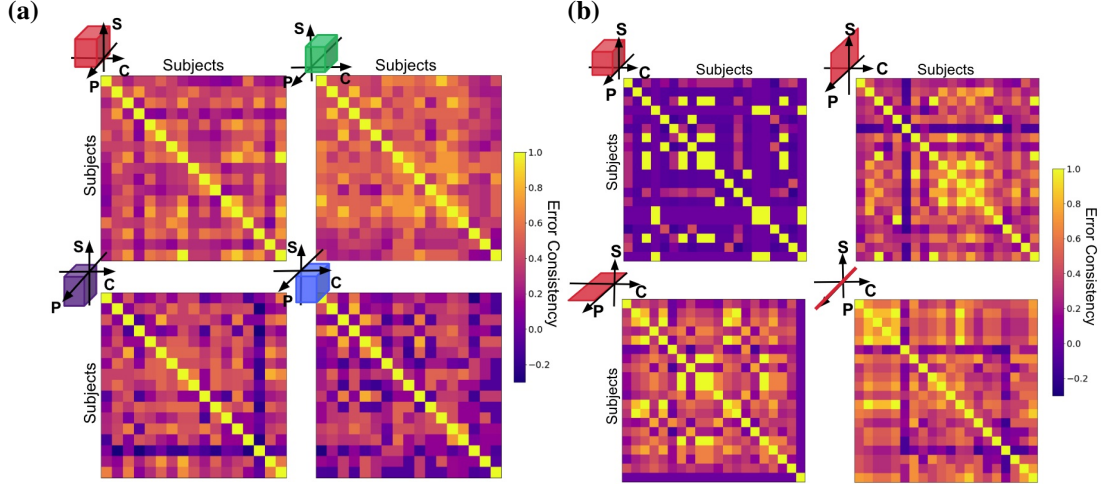 (a)
(b)
S
C
P
Subjects
Subjects
S
C
P
Subjects
S
C
P
Subjects
Subjects
S
C
P
Subjects
1.0
0.8
0.6
0.4
0.2
0.0
−0.2
Error Consistency
1.0
0.8
0.6
0.4
0.2
0.0
−0.2
Error Consistency
S
C
P
Subjects
S
C
P
S
C
P
Subjects
S
C
P